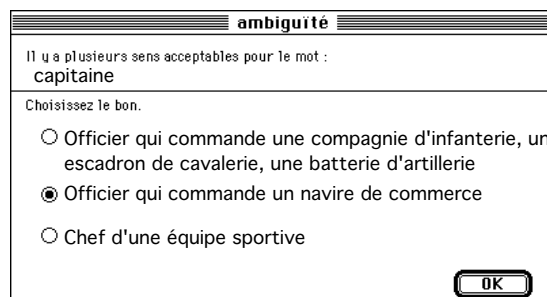 ambiguïté
Il y a plusieurs sens acceptables pour le mot :
capitaine
Choisissez le bon.
Officier qui commande une compagnie d'infanterie, un
escadron de cavalerie, une batterie d'artillerie
Officier qui commande un navire de commerce
Chef d'une équipe sportive
OK